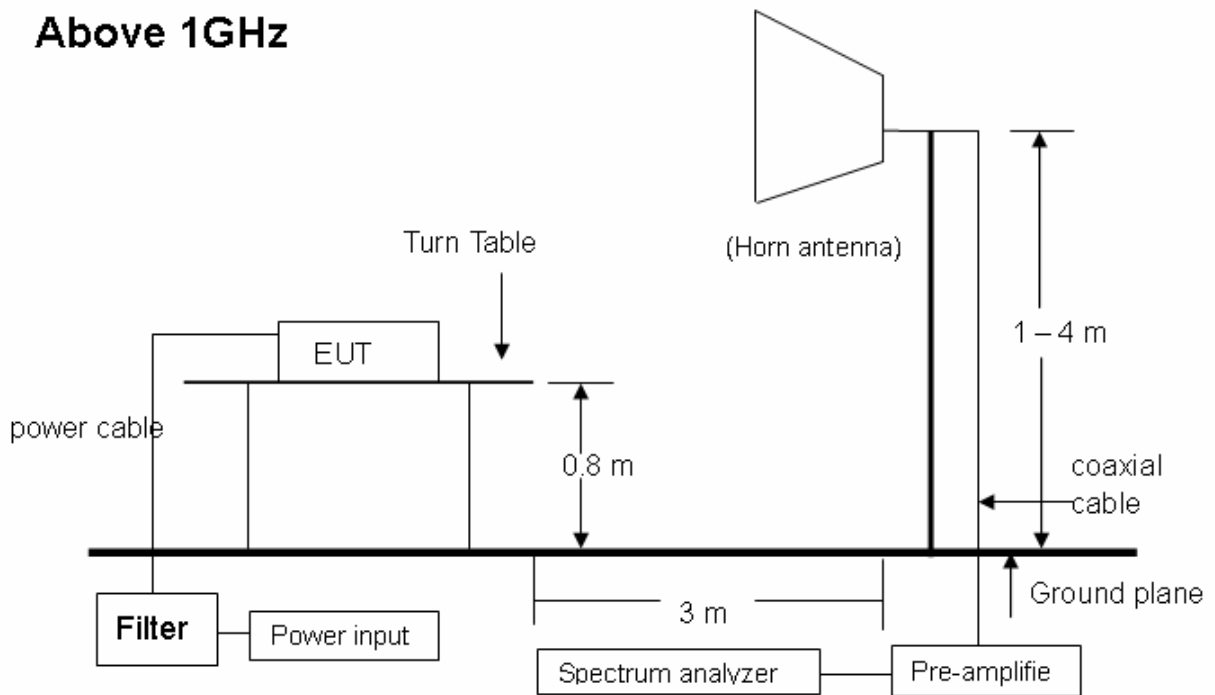 Above 1GHz
(Horn antenna)
Turn Table
1 – 4 m
EUT
power cable
0.8 m
coaxial
cable
Ground plane
3 m
Filter
Power input
Spectrum analyzer
Pre-amplifie